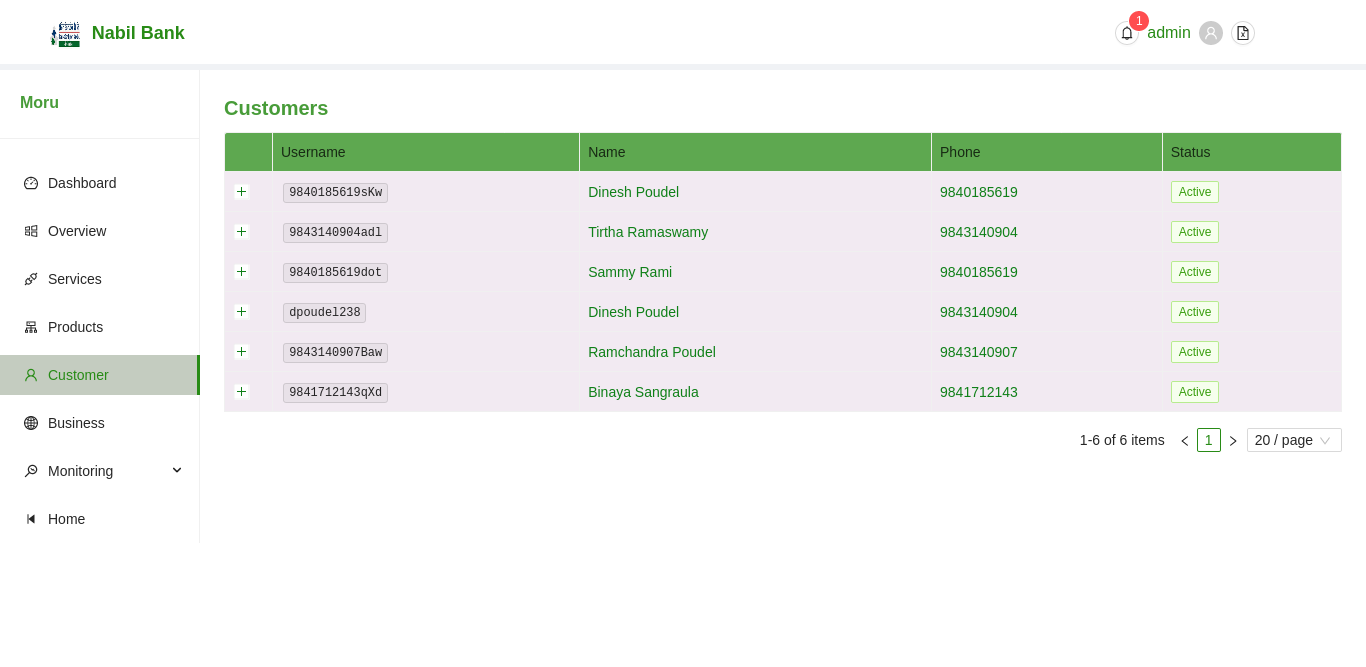 Nabil Bank
1
admin
Moru
Dashboard
Overview
Services
Products
Customer
Business
Monitoring
Home
Customers
Username Name Phone Status
9840185619sKw Dinesh Poudel 9840185619 Active
9843140904adl Tirtha Ramaswamy 9843140904 Active
9840185619dot Sammy Rami 9840185619 Active
dpoudel238 Dinesh Poudel 9843140904 Active
9843140907Baw Ramchandra Poudel 9843140907 Active
9841712143qXd Binaya Sangraula 9841712143 Active
1-6 of 6 items 1 20 / page